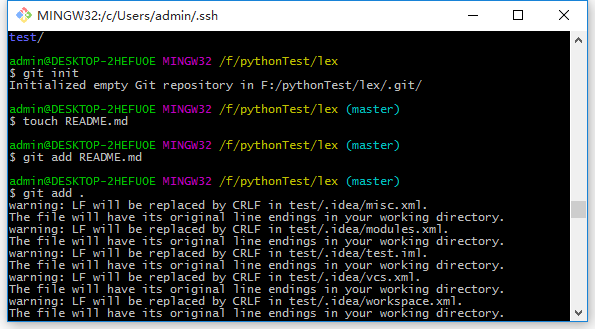 MINGW32:/c/Users/admin/.ssh
test/
admin@DESKTOP-2HEFUOE MINGW32 /f/pythonTest/lex
$ git init
Initialized empty Git repository in F:/pythonTest/lex/.git/
admin@DESKTOP-2HEFUOE MINGW32 /f/pythonTest/lex (master)
$ touch README.md
admin@DESKTOP-2HEFUOE MINGW32 /f/pythonTest/lex (master)
$ git add README.md
admin@DESKTOP-2HEFUOE MINGW32 /f/pythonTest/lex (master)
$ git add .
warning: LF will be replaced by CRLF in test/.idea/misc.xml.
The file will have its original line endings in your working directory.
warning: LF will be replaced by CRLF in test/.idea/modules.xml.
The file will have its original line endings in your working directory.
warning: LF will be replaced by CRLF in test/.idea/test.iml.
The file will have its original line endings in your working directory.
warning: LF will be replaced by CRLF in test/.idea/vcs.xml.
The file will have its original line endings in your working directory.
warning: LF will be replaced by CRLF in test/.idea/workspace.xml.
The file will have its original line endings in your working directory.